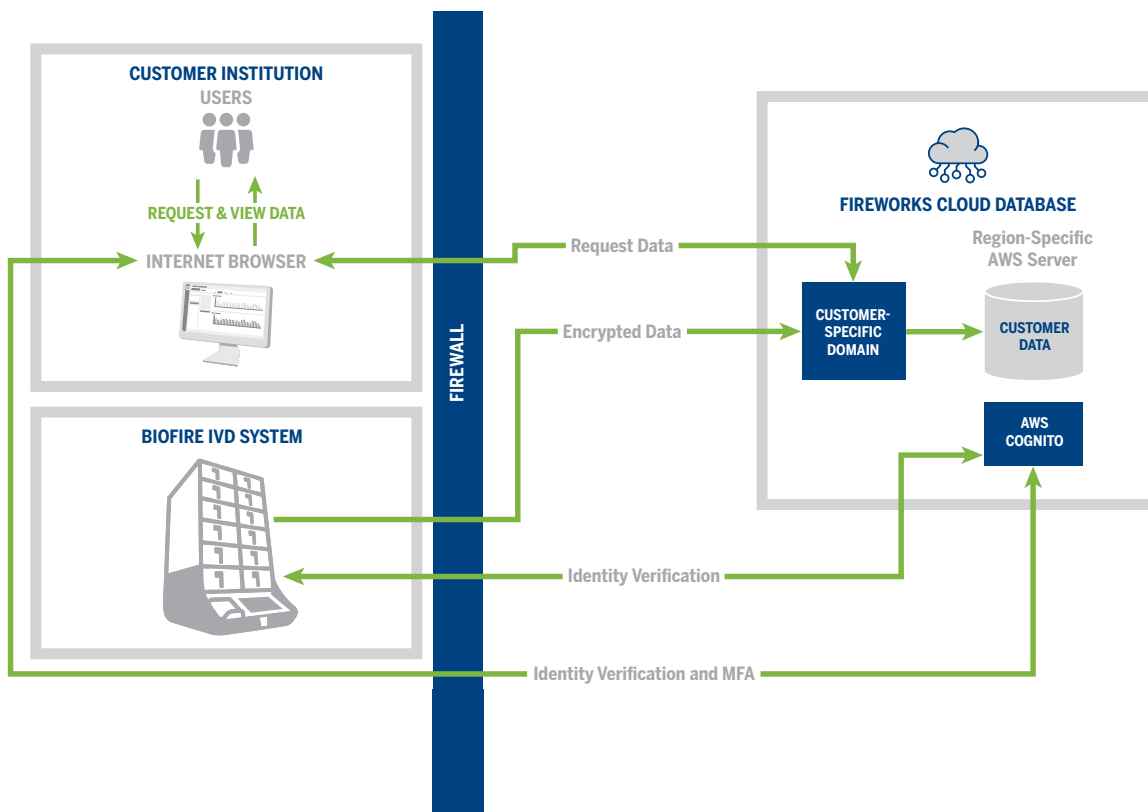 CUSTOMER INSTITUTION
USERS
REQUEST & VIEW DATA
INTERNET BROWSER
BIOFIRE IVD SYSTEM
FIREWALL
Request Data
Encrypted Data
Identity Verification
Identity Verification and MFA
FIREWORKS CLOUD DATABASE
Region-Specific
AWS Server
CUSTOMER-
SPECIFIC
DOMAIN
CUSTOMER
DATA
AWS
COGNITO